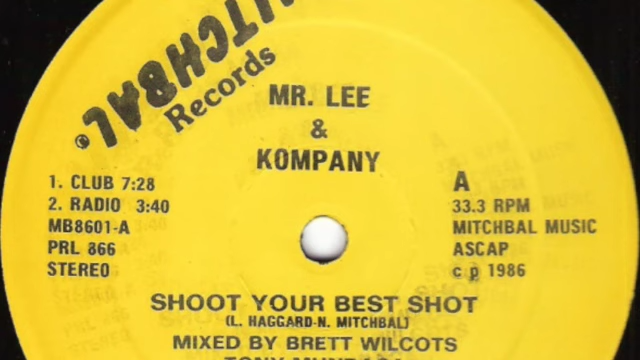 MITCHBAL®
Records
MR. LEE
&
KOMPANY
1. CLUB 7:28
2. RADIO 3:40
MB8601-A
PRL 866
STEREO
A
33.3 RPM
MITCHBAL MUSIC
ASCAP
c p 1986
SHOOT YOUR BEST SHOT
(L. HAGGARD-N. MITCHBAL)
MIXED BY BRETT WILCOTS
TONY